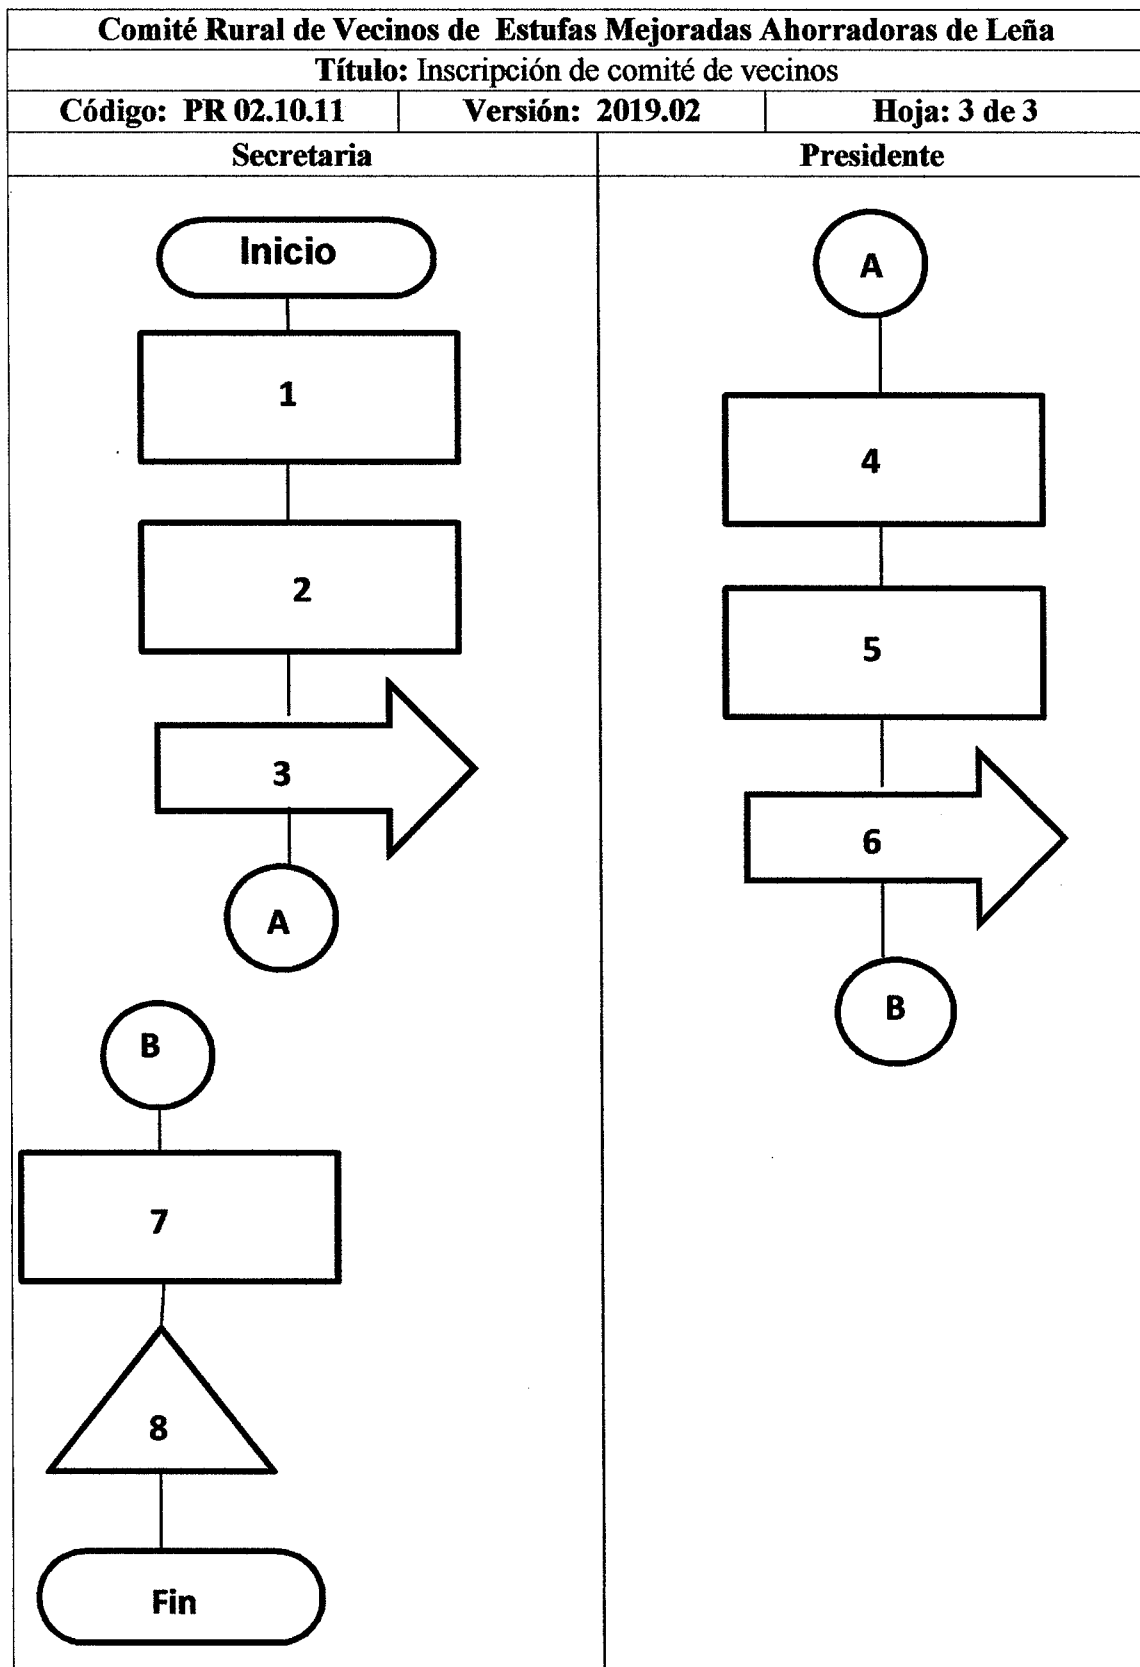 Comité Rural de Vecinos de Estufas Mejoradas Ahorradoras de Leña
Título: Inscripción de comité de vecinos
Código: PR 02.10.11 Versión: 2019.02 Hoja: 3 de 3
Secretaria Presidente
Inicio
1
2
3
A
B
7
8
Fin
A
4
5
6
B